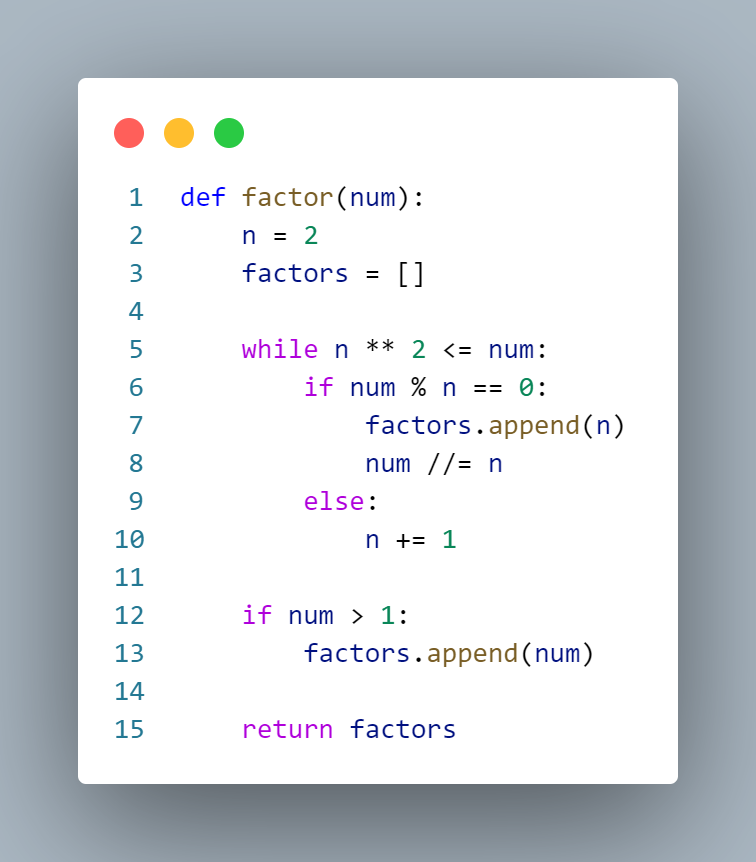 1 def factor(num):
2     n = 2
3     factors = []
4
5     while n ** 2 <= num:
6         if num % n == 0:
7             factors.append(n)
8             num //= n
9         else:
10             n += 1
11
12     if num > 1:
13         factors.append(num)
14
15     return factors